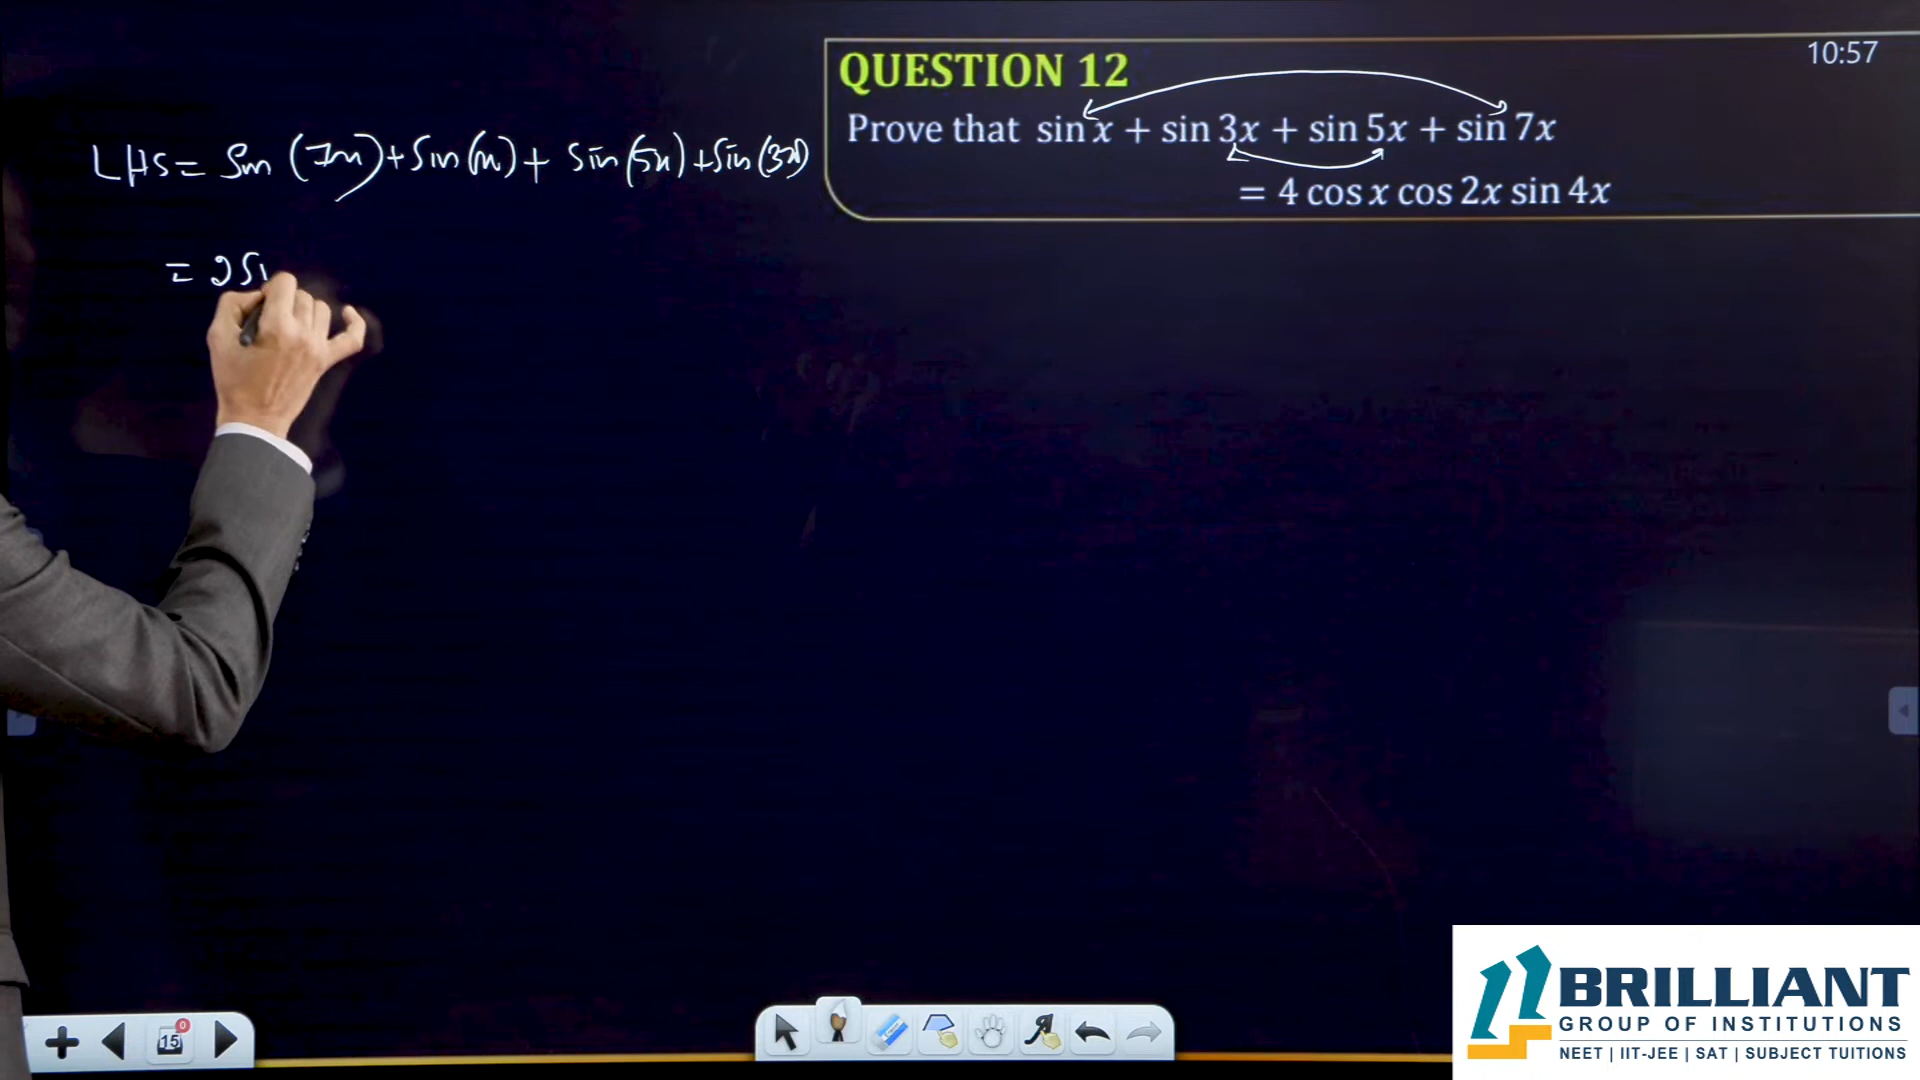 10:57
QUESTION 12
Prove that sin x + sin 3x + sin 5x + sin 7x
= 4 cos x cos 2x sin 4x
LHS = Sin (7x) + Sin (x) + Sin (5x) + Sin (3x)
= 2 Si
15
0
BRILLIANT
GROUP OF INSTITUTIONS
NEET | IIT-JEE | SAT | SUBJECT TUITIONS